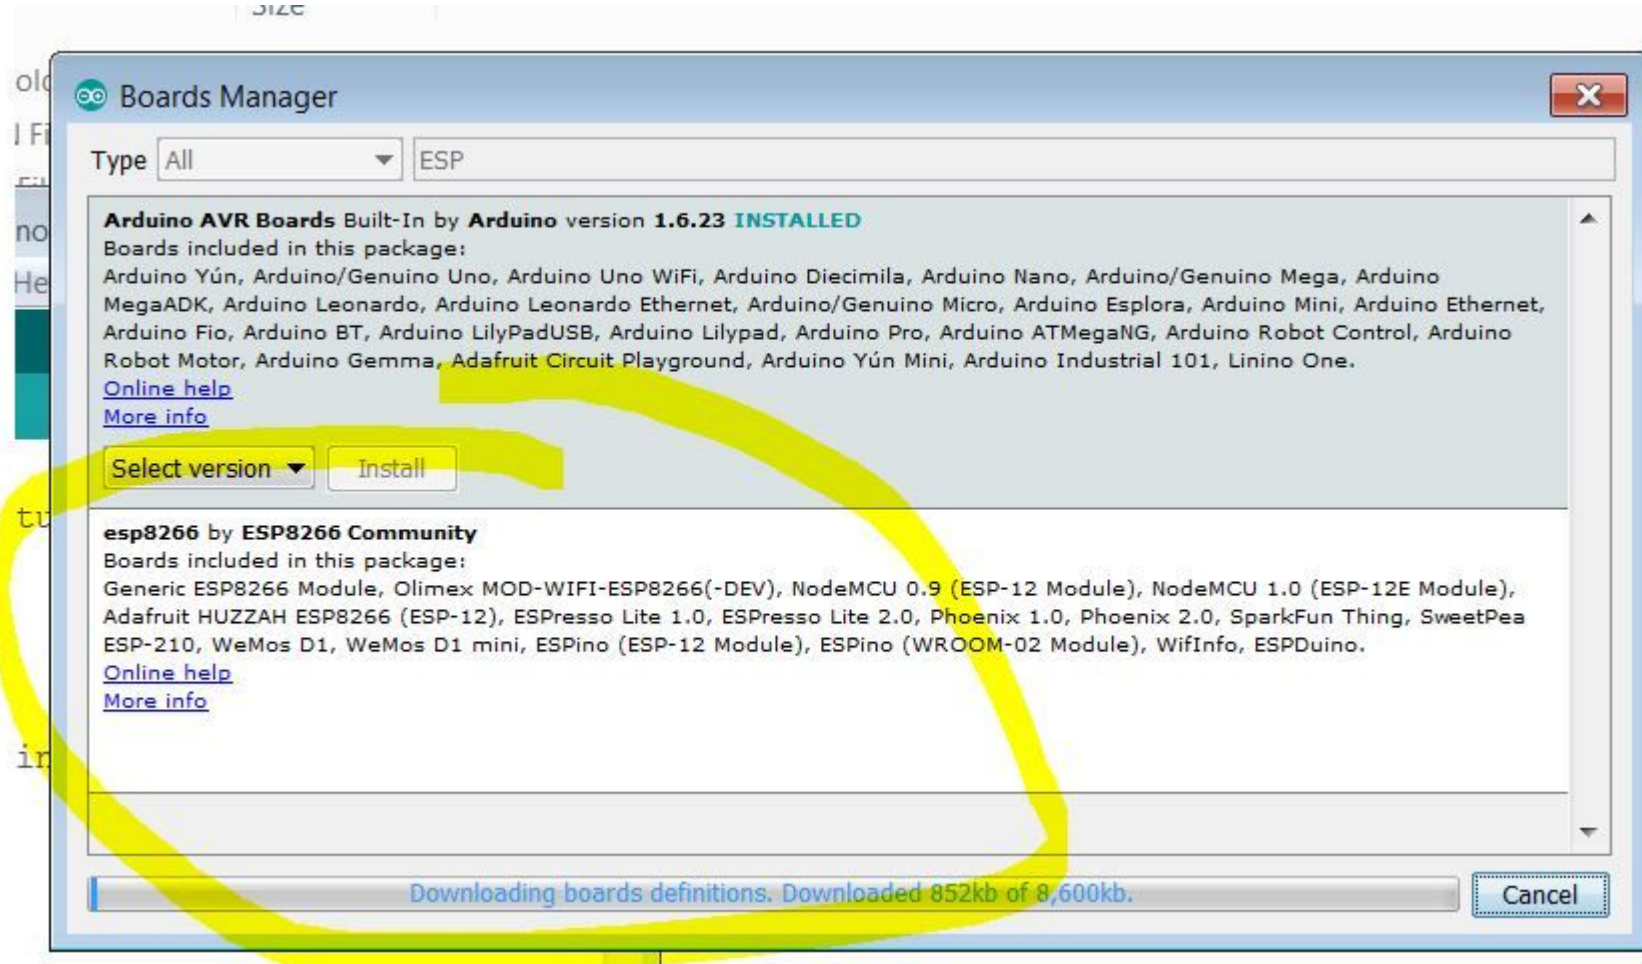 Size
Boards Manager
Type All ESP
Arduino AVR Boards Built-In by Arduino version 1.6.23 INSTALLED
Boards included in this package:
Arduino Yún, Arduino/Genuino Uno, Arduino Uno WiFi, Arduino Diecimila, Arduino Nano, Arduino/Genuino Mega, Arduino
MegaADK, Arduino Leonardo, Arduino Leonardo Ethernet, Arduino/Genuino Micro, Arduino Esplora, Arduino Mini, Arduino Ethernet,
Arduino Fio, Arduino BT, Arduino LilyPadUSB, Arduino Lilypad, Arduino Pro, Arduino ATMegaNG, Arduino Robot Control, Arduino
Robot Motor, Arduino Gemma, Adafruit Circuit Playground, Arduino Yún Mini, Arduino Industrial 101, Linino One.
Online help
More info
Select version Install
tu
esp8266 by ESP8266 Community
Boards included in this package:
Generic ESP8266 Module, Olimex MOD-WIFI-ESP8266(-DEV), NodeMCU 0.9 (ESP-12 Module), NodeMCU 1.0 (ESP-12E Module),
Adafruit HUZZAH ESP8266 (ESP-12), ESPresso Lite 1.0, ESPresso Lite 2.0, Phoenix 1.0, Phoenix 2.0, SparkFun Thing, SweetPea
ESP-210, WeMos D1, WeMos D1 mini, ESPino (ESP-12 Module), ESPino (WROOM-02 Module), WifInfo, ESPDuino.
Online help
More info
Downloading boards definitions. Downloaded 852kb of 8,600kb.
Cancel